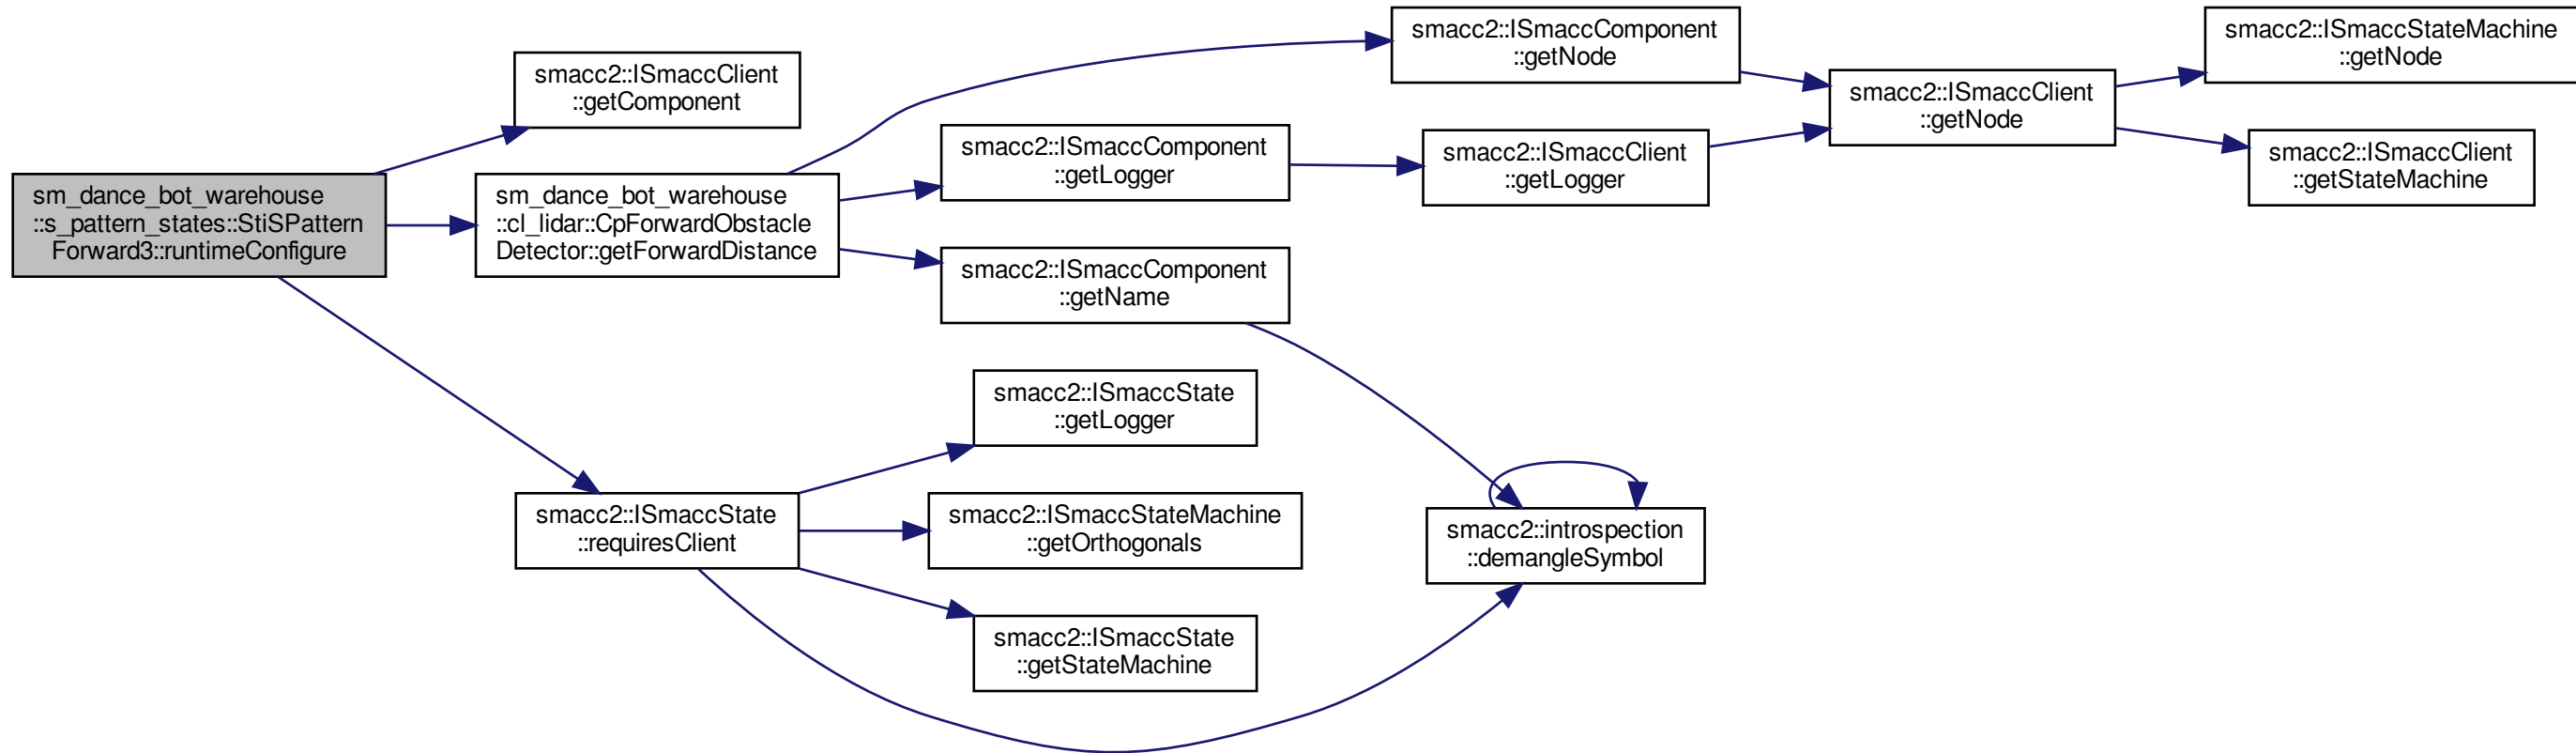 sm_dance_bot_warehouse
::s_pattern_states::StiSPattern
Forward3::runtimeConfigure
smacc2::ISmaccClient
::getComponent
sm_dance_bot_warehouse
::cl_lidar::CpForwardObstacle
Detector::getForwardDistance
smacc2::ISmaccState
::requiresClient
smacc2::ISmaccComponent
::getLogger
smacc2::ISmaccComponent
::getName
smacc2::ISmaccState
::getLogger
smacc2::ISmaccStateMachine
::getOrthogonals
smacc2::ISmaccState
::getStateMachine
smacc2::ISmaccComponent
::getNode
smacc2::ISmaccClient
::getLogger
smacc2::introspection
::demangleSymbol
smacc2::ISmaccClient
::getNode
smacc2::ISmaccStateMachine
::getNode
smacc2::ISmaccClient
::getStateMachine